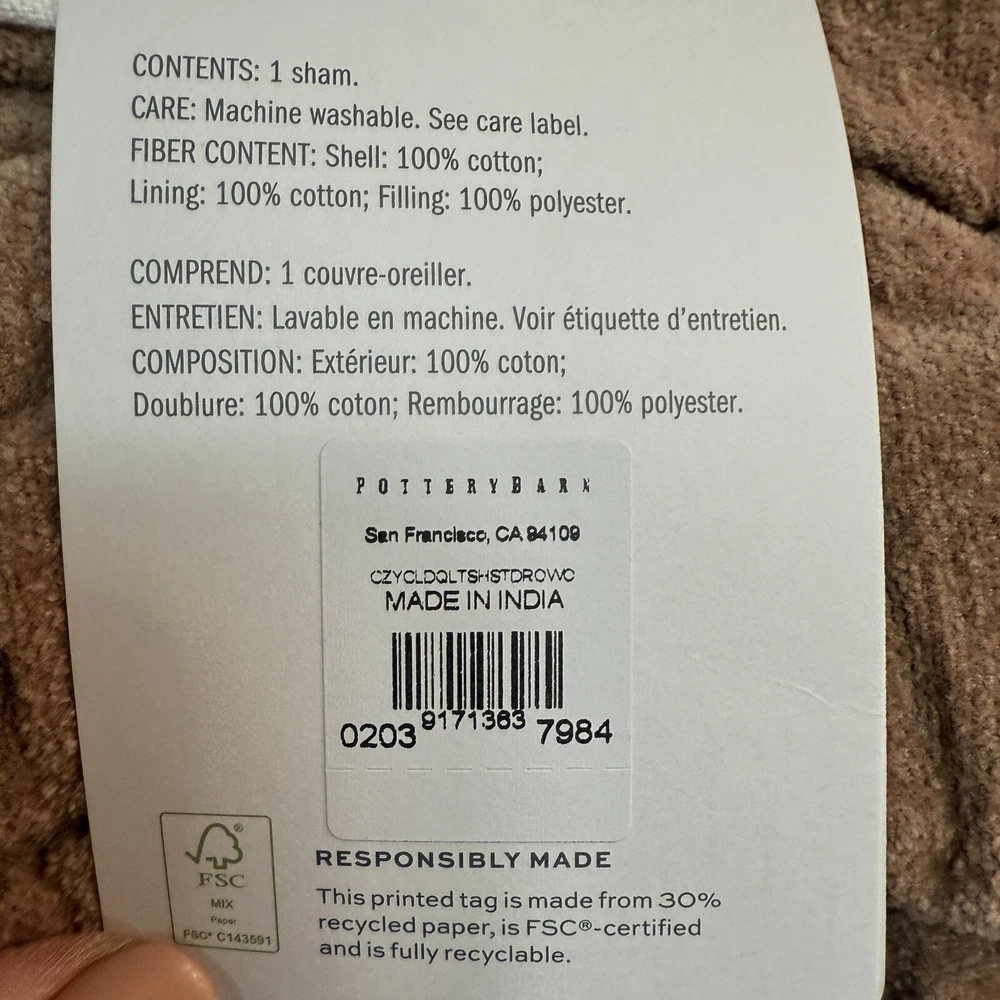 CONTENTS: 1 sham.
CARE: Machine washable. See care label.
FIBER CONTENT: Shell: 100% cotton;
Lining: 100% cotton; Filling: 100% polyester.
COMPREND: 1 couvre-oreiller.
ENTRETIEN: Lavable en machine. Voir étiquette d'entretien.
COMPOSITION: Extérieur: 100% coton;
Doublure: 100% coton; Rembourrage: 100% polyester.
POTTERY BARN
San Francisco, CA 94109
CZYCLDQLTSHSTDROWC
MADE IN INDIA
0203 9171363 7984
FSC
MIX
Paper
FSC® C143591
RESPONSIBLY MADE
This printed tag is made from 30%
recycled paper, is FSC®-certified
and is fully recyclable.